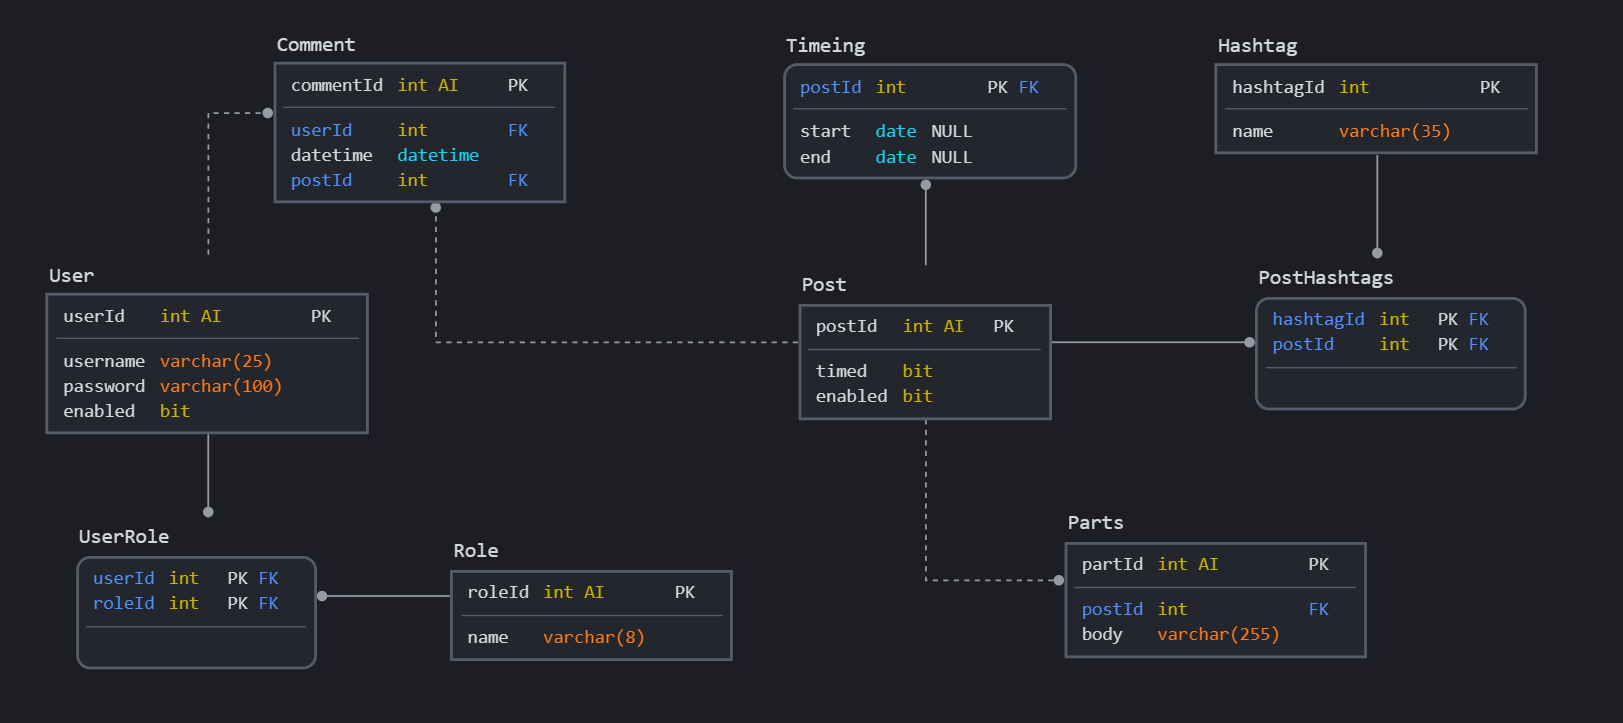 Comment
commentId int AI PK
userId int FK
datetime datetime
postId int FK
Timeing
postId int PK FK
start date NULL
end date NULL
Hashtag
hashtagId int PK
name varchar(35)
User
userId int AI PK
username varchar(25)
password varchar(100)
enabled bit
Post
postId int AI PK
timed bit
enabled bit
PostHashtags
hashtagId int PK FK
postId int PK FK
UserRole
userId int PK FK
roleId int PK FK
Role
roleId int AI PK
name varchar(8)
Parts
partId int AI PK
postId int FK
body varchar(255)